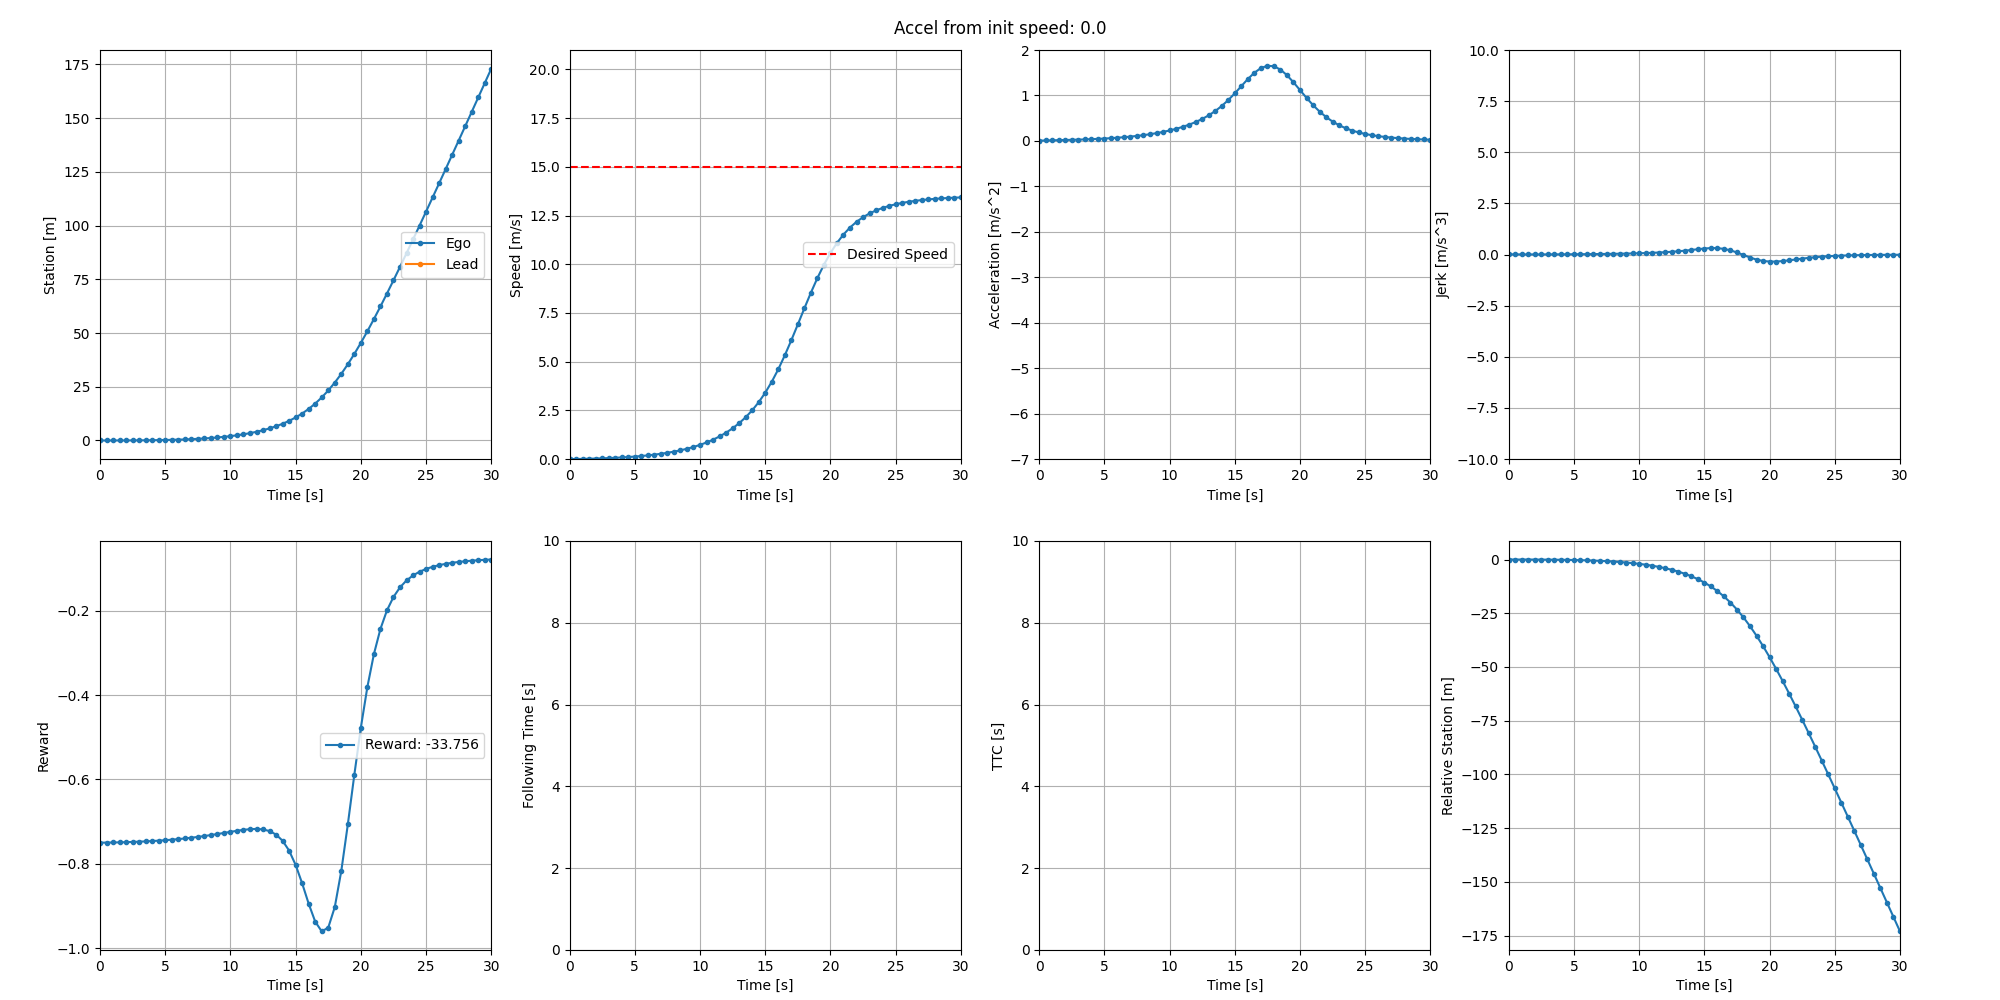 Accel from init speed: 0.0
175
150
125
100
75
50
25
0
Station [m]
Ego
Lead
0 5 10 15 20 25 30
Time [s]
20.0
17.5
15.0
12.5
10.0
7.5
5.0
2.5
0.0
Speed [m/s]
Desired Speed
0 5 10 15 20 25 30
Time [s]
2
1
0
−1
−2
−3
−4
−5
−6
−7
Acceleration [m/s^2]
0 5 10 15 20 25 30
Time [s]
10.0
7.5
5.0
2.5
0.0
−2.5
−5.0
−7.5
−10.0
Jerk [m/s^3]
0 5 10 15 20 25 30
Time [s]
−0.2
−0.4
−0.6
−0.8
−1.0
Reward
Reward: -33.756
0 5 10 15 20 25 30
Time [s]
10
8
6
4
2
0
Following Time [s]
0 5 10 15 20 25 30
Time [s]
10
8
6
4
2
0
TTC [s]
0 5 10 15 20 25 30
Time [s]
0
−25
−50
−75
−100
−125
−150
−175
Relative Station [m]
0 5 10 15 20 25 30
Time [s]